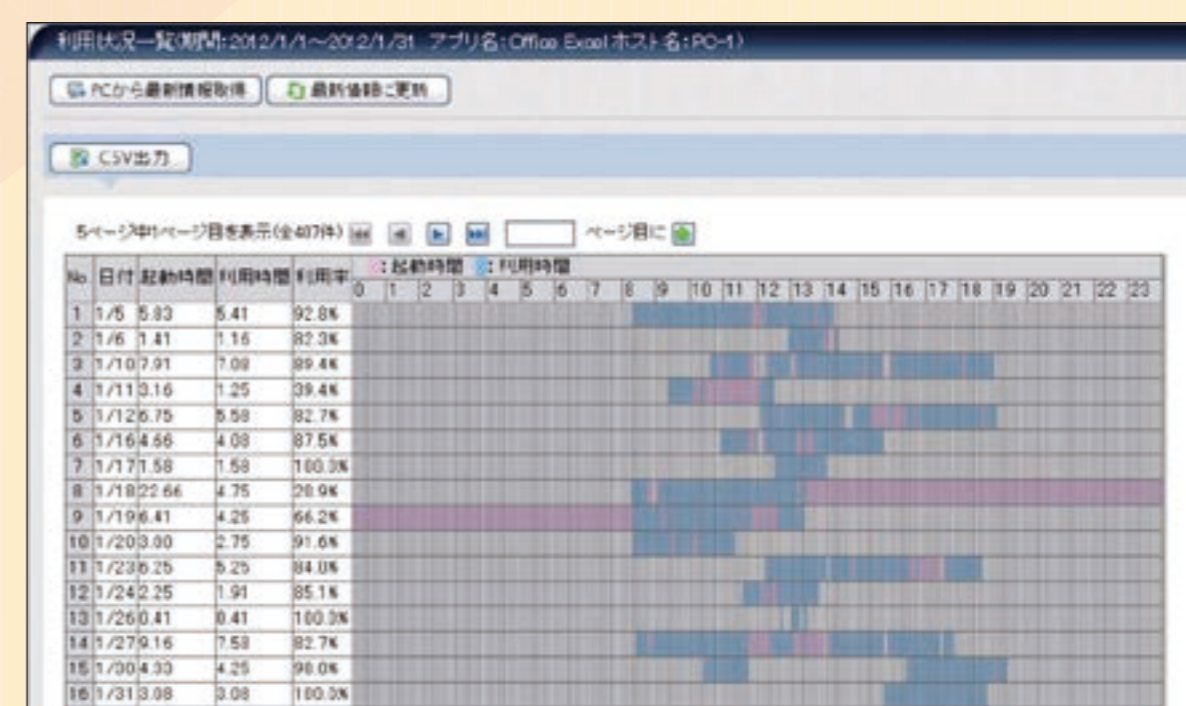 利用状況一覧(期間:2012/1/1～2012/1/31 アプリ名:Office Excel ホスト名:PC-1)
PCから最新情報取得 最新情報に更新
CSV出力
5ページ中1ページ目を表示(全407件) ページ目に
No. 日付 起動時間 利用時間 利用率 :起動時間 :利用時間
0 1 2 3 4 5 6 7 8 9 10 11 12 13 14 15 16 17 18 19 20 21 22 23
1 1/5 5.83 5.41 92.8%
2 1/6 1.41 1.16 82.3%
3 1/10 7.91 7.08 89.4%
4 1/11 3.16 1.25 39.4%
5 1/12 6.75 5.58 82.7%
6 1/16 4.66 4.08 87.5%
7 1/17 1.58 1.58 100.0%
8 1/18 22.66 4.75 20.9%
9 1/19 6.41 4.25 66.2%
10 1/20 3.00 2.75 91.6%
11 1/23 6.25 5.25 84.0%
12 1/24 2.25 1.91 85.1%
13 1/26 0.41 0.41 100.0%
14 1/27 9.16 7.58 82.7%
15 1/30 4.33 4.25 98.0%
16 1/31 3.08 3.08 100.0%